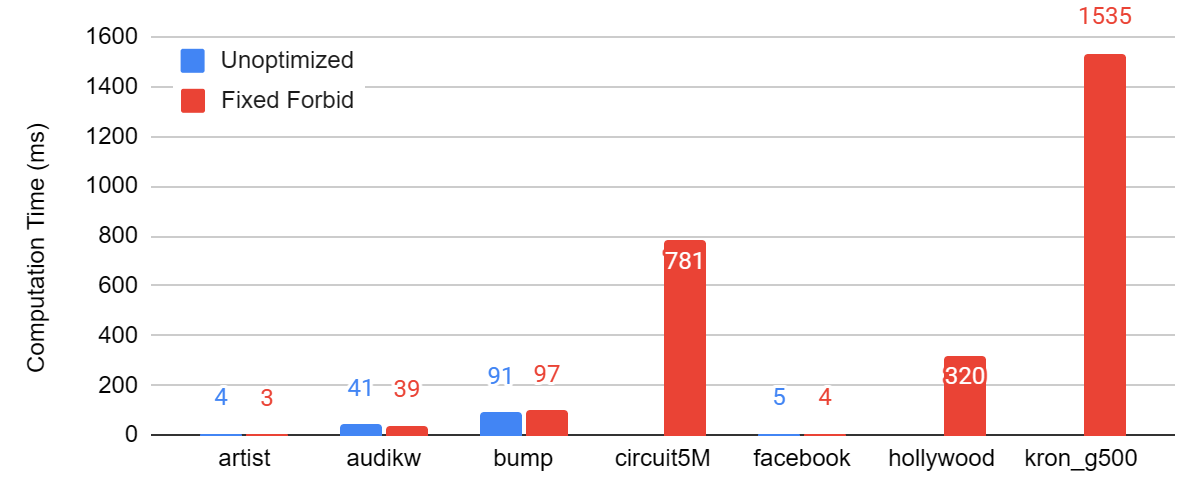 1535
1600
Unoptimized
1400
Fixed Forbid
1200
Computation Time (ms)
1000
800
781
600
400
320
200
4
3
41
39
91
97
5
4
0
artist
audikw
bump
circuit5M
facebook
hollywood
kron_g500